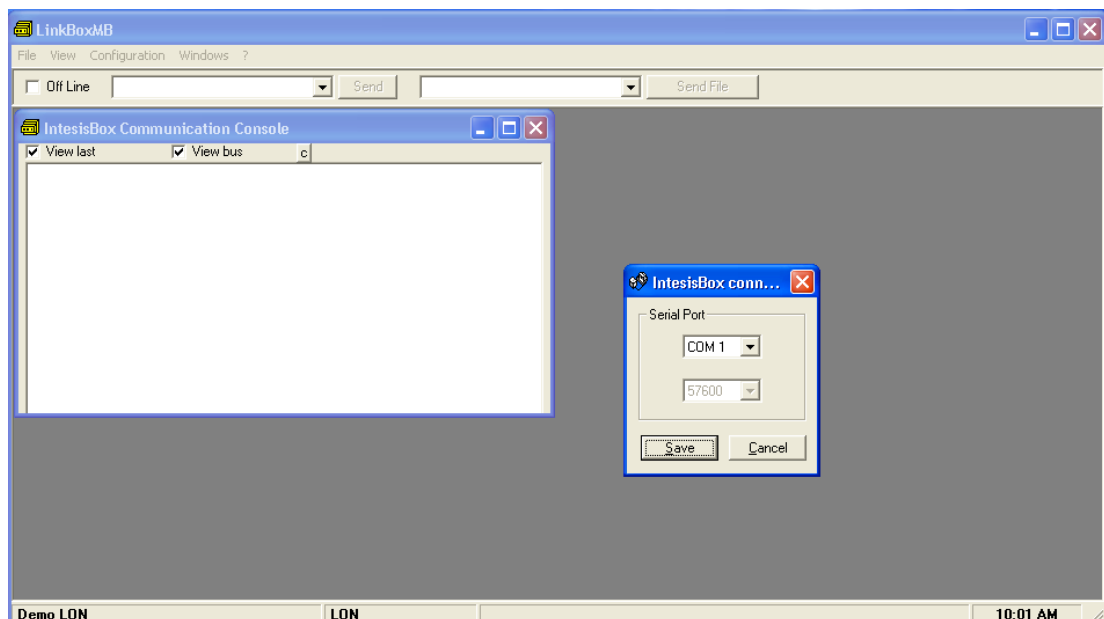 LinkBoxMB
File View Configuration Windows ?
Off Line Send Send File
IntesisBox Communication Console
View last View bus c
IntesisBox conn...
Serial Port
COM 1
57600
Save Cancel
Demo LON LON 10:01 AM